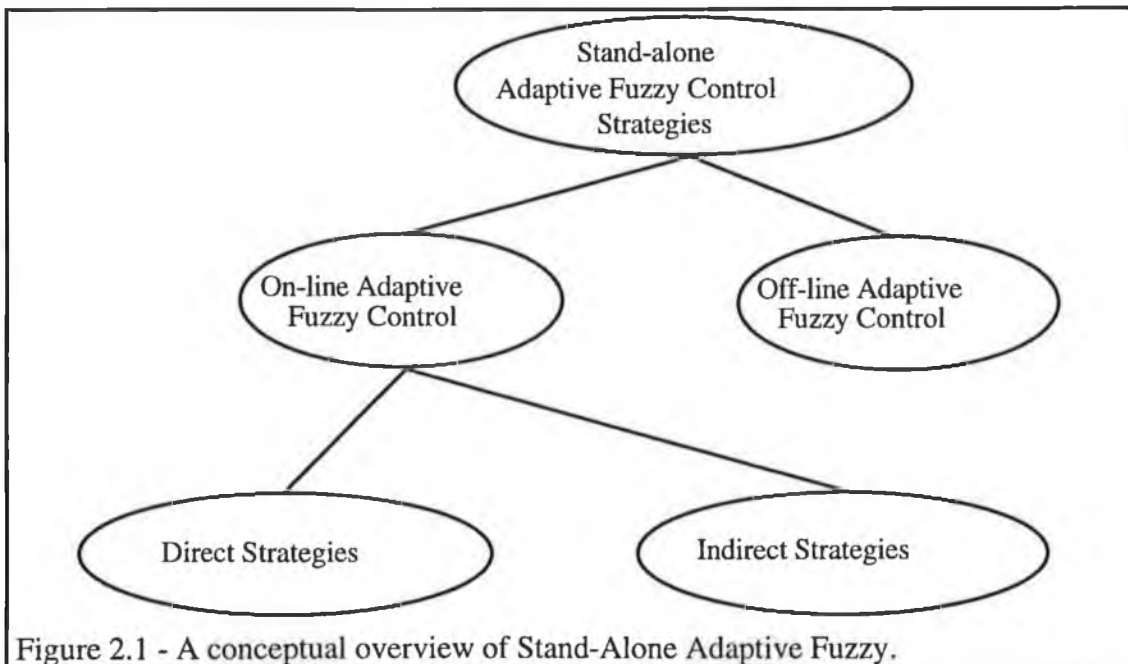 Stand-alone
Adaptive Fuzzy Control
Strategies
On-line Adaptive
Fuzzy Control
Off-line Adaptive
Fuzzy Control
Direct Strategies
Indirect Strategies
Figure 2.1 - A conceptual overview of Stand-Alone Adaptive Fuzzy.